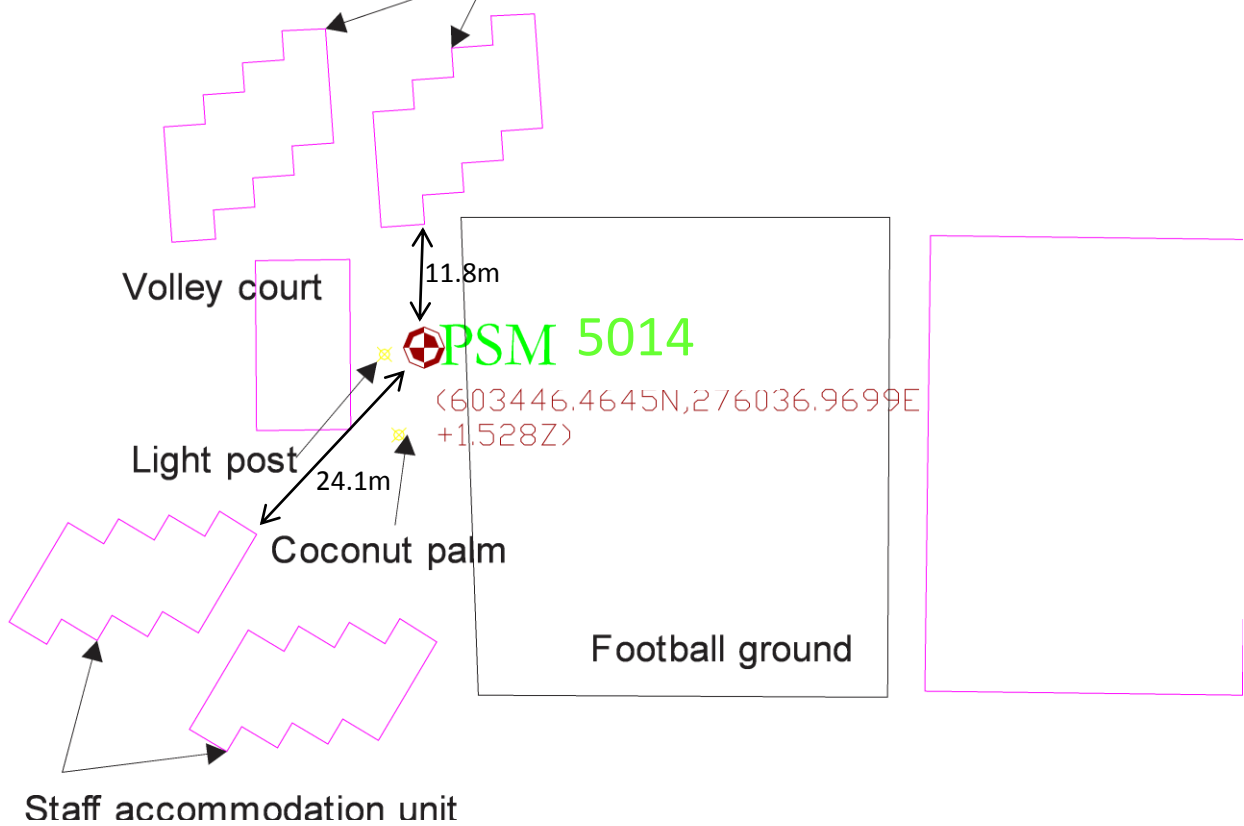 11.8m
Volley court
PSM 5014
(603446.4645N,276036.9699E
+1.528Z)
Light post
24.1m
Coconut palm
Football ground
Staff accommodation unit